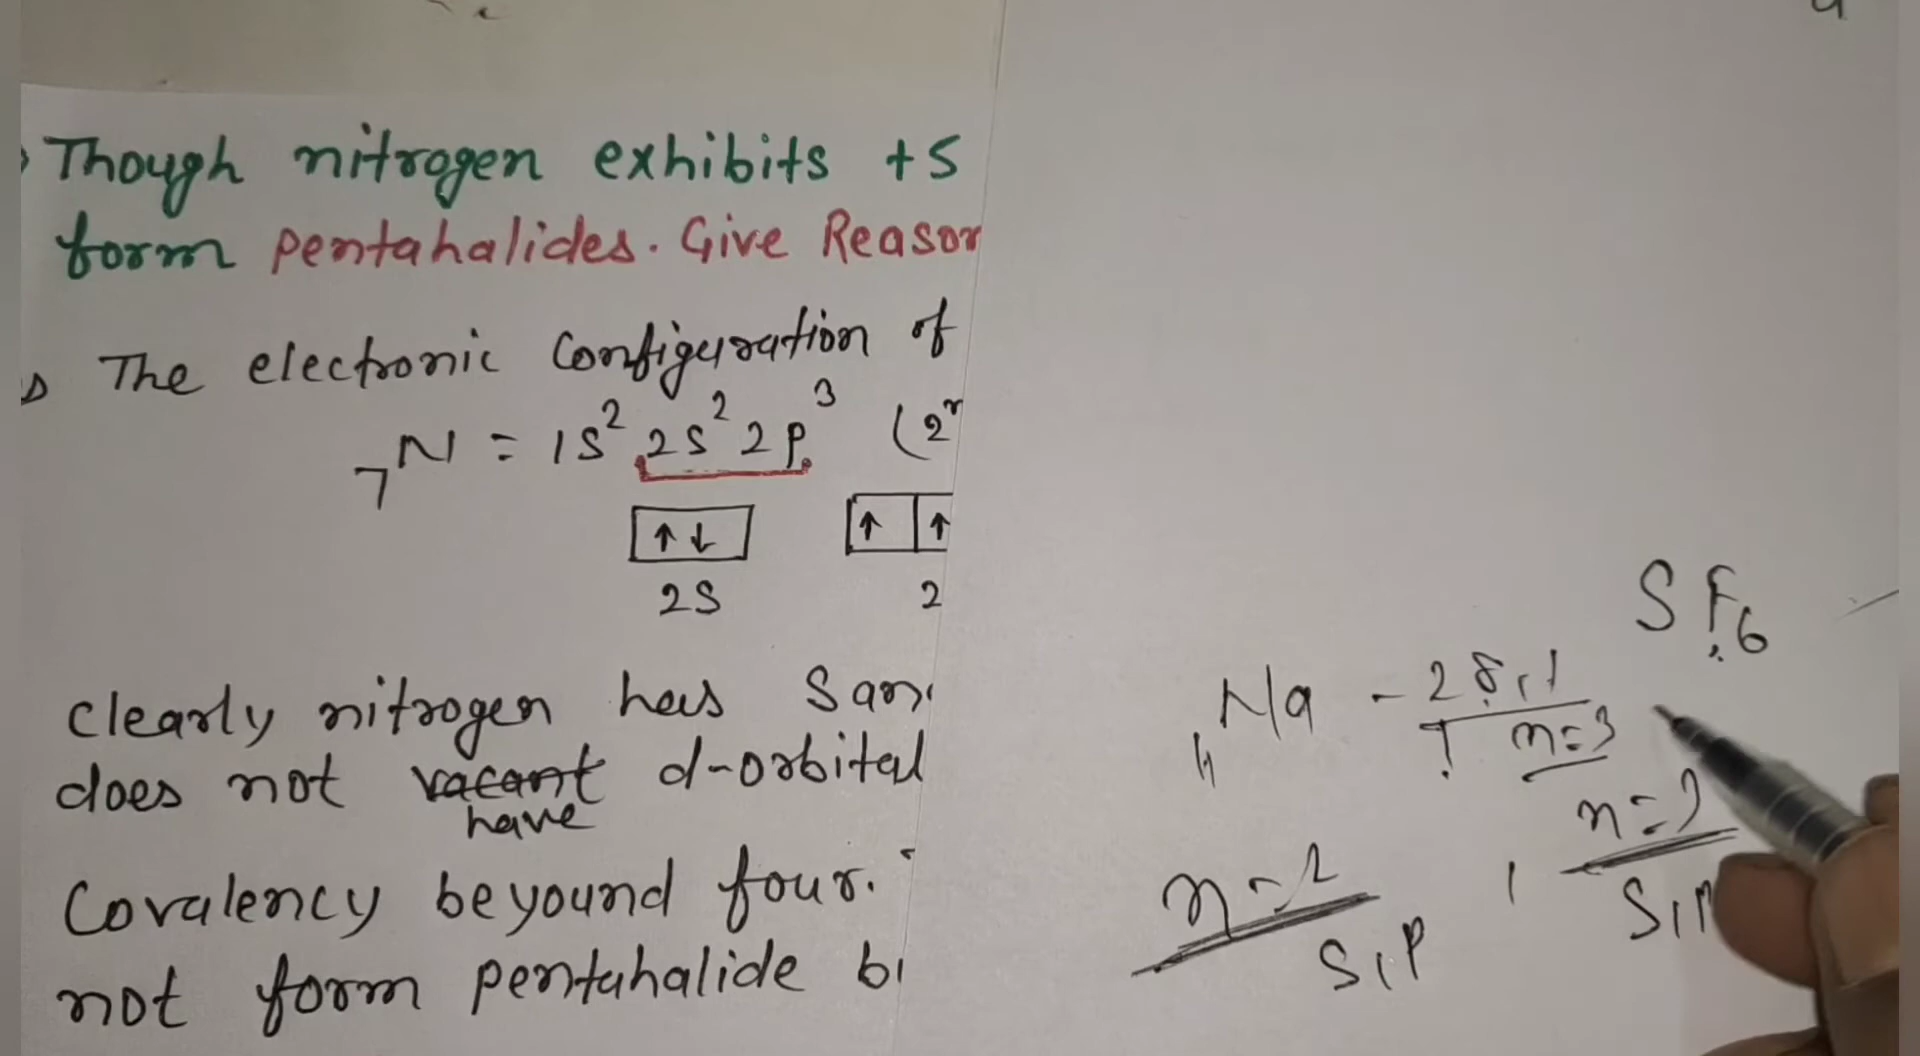 Though nitrogen exhibits +5
form pentahalides. Give Reason
The electronic configuration of
₇N = 1s² 2s² 2p³ (2
↑↓ ↑ ↑
2s 2
clearly nitrogen has
does not vacant d-orbital
have
Covalency beyound four.
not form pentahalide
SF₆
₁₁Na - 2 8, 1
n=3
n=2
s, p
, n=
s, p